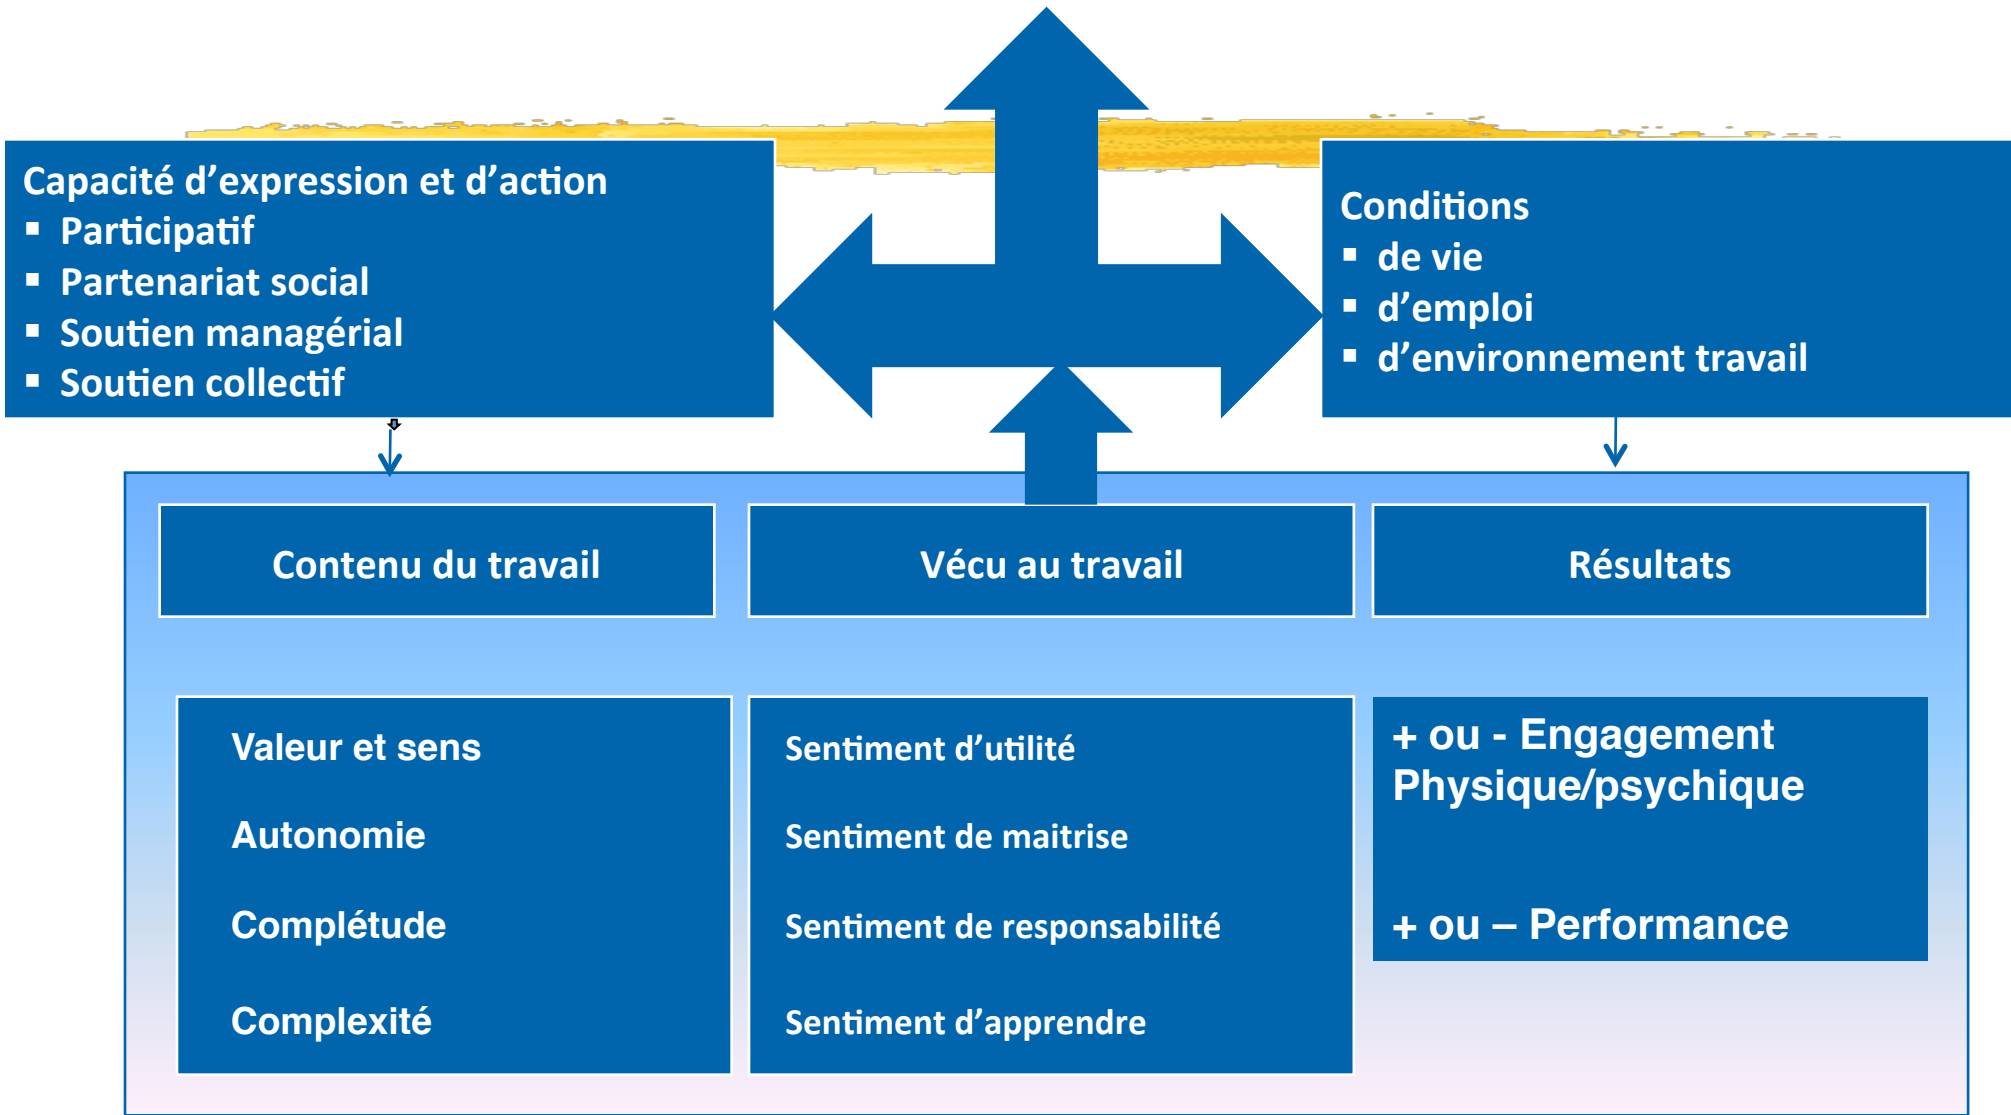 Capacité d’expression et d’action
▪ Participatif
▪ Partenariat social
▪ Soutien managérial
▪ Soutien collectif
Conditions
▪ de vie
▪ d’emploi
▪ d’environnement travail
Contenu du travail
Vécu au travail
Résultats
Valeur et sens
Autonomie
Complétude
Complexité
Sentiment d’utilité
Sentiment de maitrise
Sentiment de responsabilité
Sentiment d’apprendre
+ ou - Engagement
Physique/psychique
+ ou – Performance